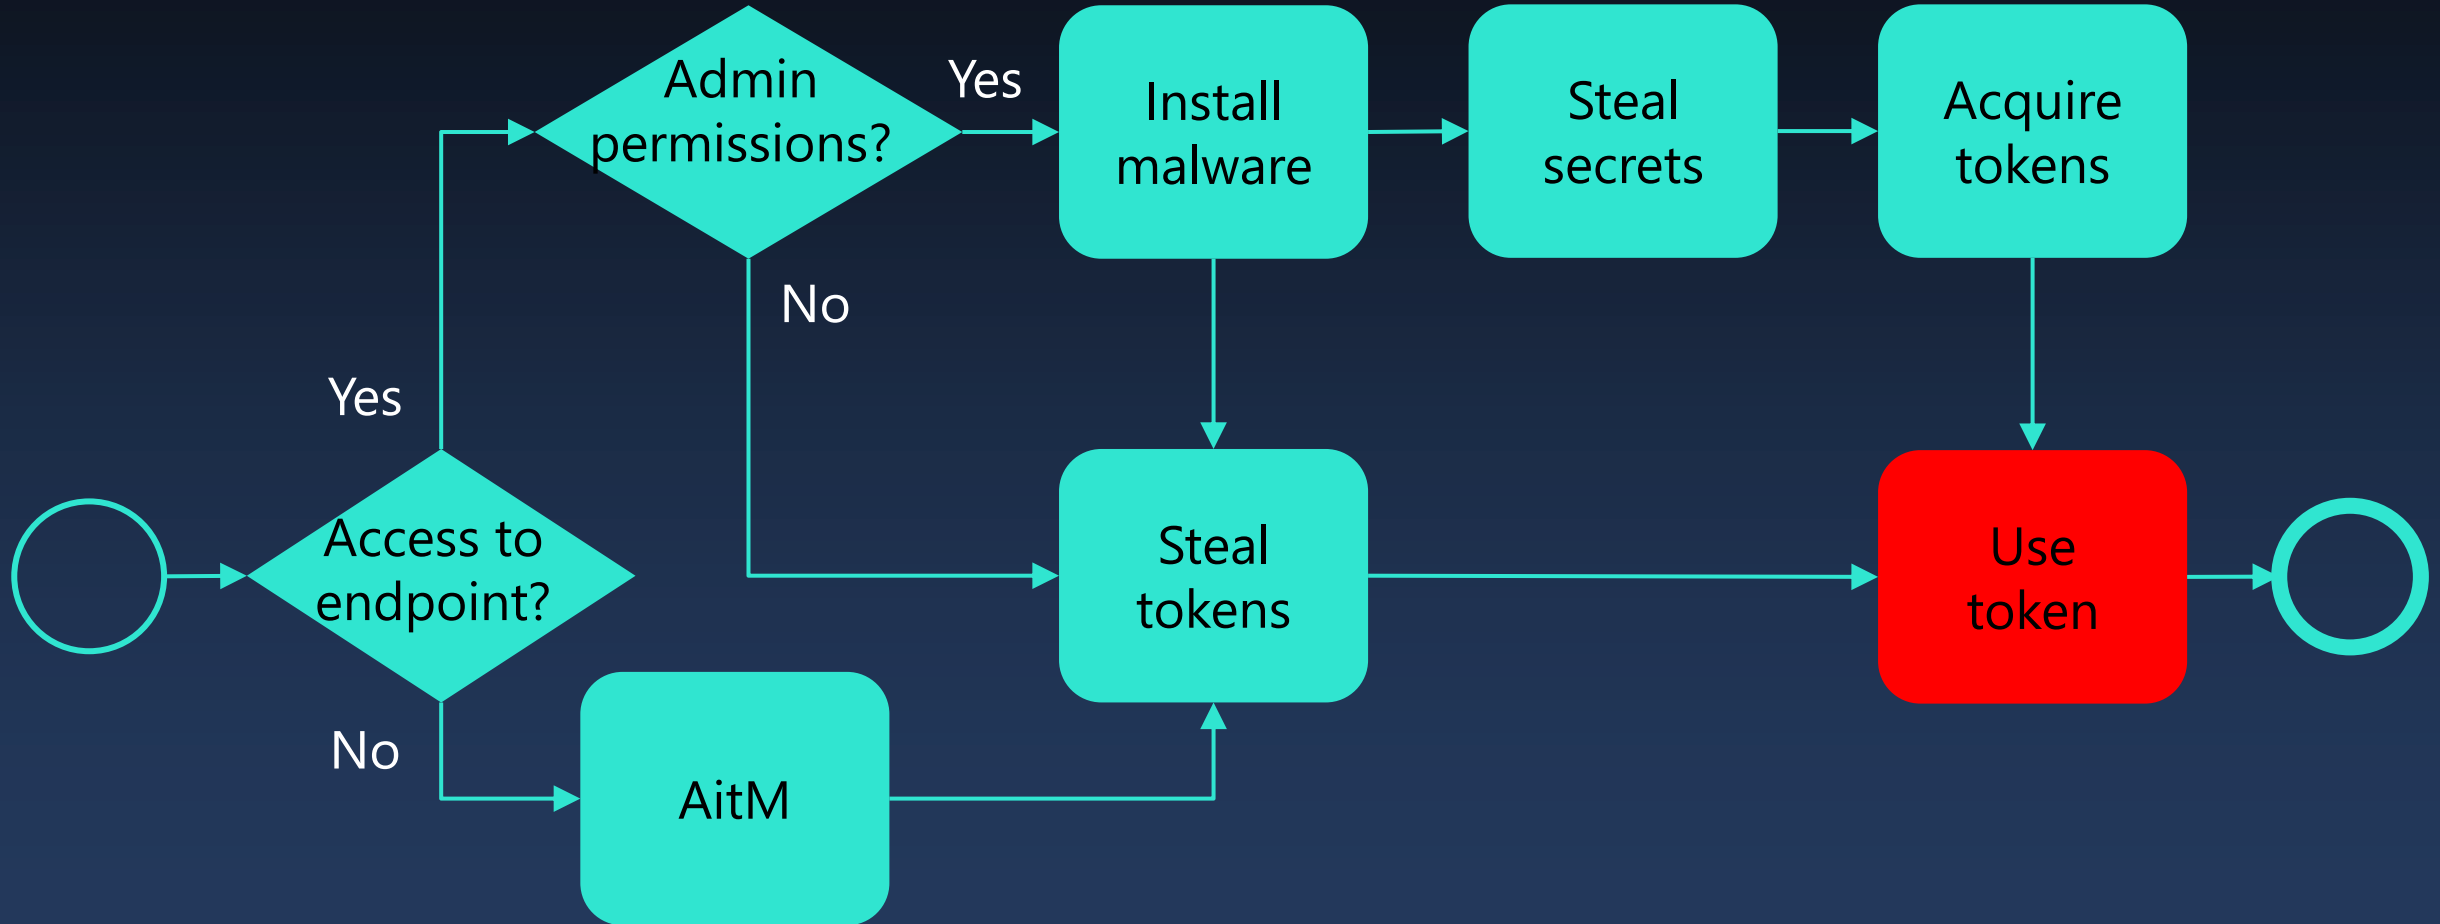 Admin
permissions?
Yes
Install
malware
Steal
secrets
Acquire
tokens
No
Yes
Access to
endpoint?
Steal
tokens
Use
token
No
AitM